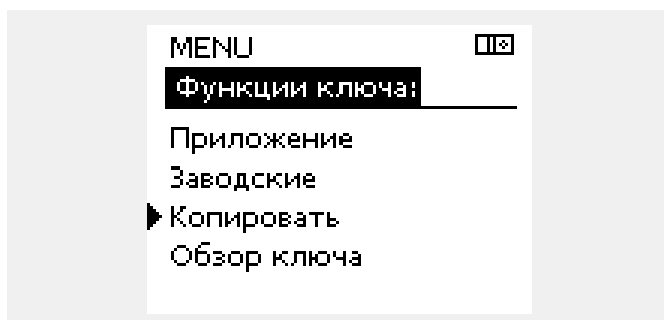 MENU
Функции ключа:
Приложение
Заводские
Копировать
Обзор ключа